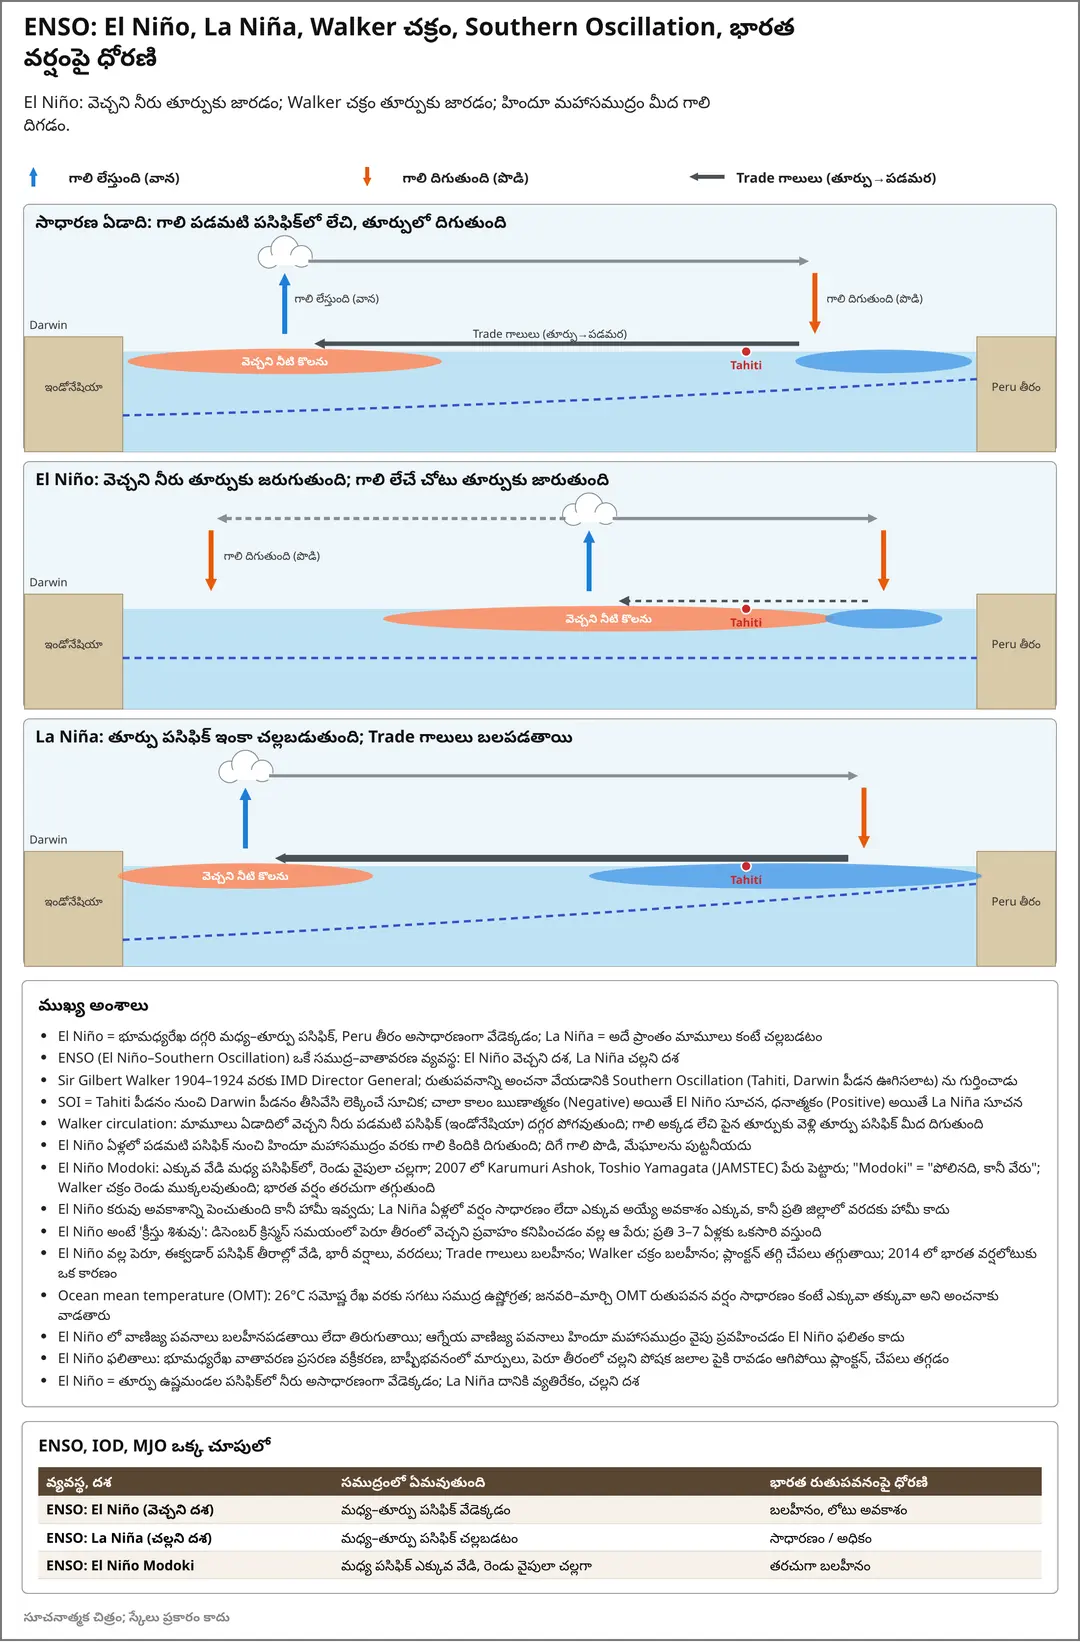 ENSO: El Niño, La Niña, Walker చక్రం, Southern Oscillation, భారత
వర్షంపై ధోరణి
El Niño: వెచ్చని నీరు తూర్పుకు జారడం; Walker చక్రం తూర్పుకు జారడం; హిందూ మహాసముద్రం మీద గాలి
దిగడం.
గాలి లేస్తుంది (వాన)
గాలి దిగుతుంది (పొడి)
Trade గాలులు (తూర్పు→పడమర)
సాధారణ ఏడాది: గాలి పడమటి పసిఫిక్‌లో లేచి, తూర్పులో దిగుతుంది
గాలి లేస్తుంది (వాన)
గాలి దిగుతుంది (పొడి)
Darwin
Trade గాలులు (తూర్పు→పడమర)
వెచ్చని నీటి కొలను
Tahiti
ఇండోనేషియా
Peru తీరం
El Niño: వెచ్చని నీరు తూర్పుకు జరుగుతుంది; గాలి లేచే చోటు తూర్పుకు జారుతుంది
గాలి దిగుతుంది (పొడి)
Darwin
వెచ్చని నీటి కొలను
Tahiti
ఇండోనేషియా
Peru తీరం
La Niña: తూర్పు పసిఫిక్ ఇంకా చల్లబడుతుంది; Trade గాలులు బలపడతాయి
Darwin
వెచ్చని నీటి కొలను
Tahiti
ఇండోనేషియా
Peru తీరం
ముఖ్య అంశాలు
• El Niño = భూమధ్యరేఖ దగ్గరి మధ్య–తూర్పు పసిఫిక్, Peru తీరం అసాధారణంగా వేడెక్కడం; La Niña = అదే ప్రాంతం మామూలు కంటే చల్లబడటం
• ENSO (El Niño–Southern Oscillation) ఒకే సముద్ర–వాతావరణ వ్యవస్థ: El Niño వెచ్చని దశ, La Niña చల్లని దశ
• Sir Gilbert Walker 1904–1924 వరకు IMD Director General; రుతుపవనాన్ని అంచనా వేయడానికి Southern Oscillation (Tahiti, Darwin పీడన ఊగిసలాట) ను గుర్తించాడు
• SOI = Tahiti పీడనం నుంచి Darwin పీడనం తీసివేసి లెక్కించే సూచిక; చాలా కాలం ఋణాత్మకం (Negative) అయితే El Niño సూచన, ధనాత్మకం (Positive) అయితే La Niña సూచన
• Walker circulation: మామూలు ఏడాదిలో వెచ్చని నీరు పడమటి పసిఫిక్ (ఇండోనేషియా) దగ్గర పోగవుతుంది; గాలి అక్కడ లేచి పైన తూర్పుకు వెళ్లి తూర్పు పసిఫిక్ మీద దిగుతుంది
• El Niño ఏళ్లలో పడమటి పసిఫిక్ నుంచి హిందూ మహాసముద్రం వరకు గాలి కిందికి దిగుతుంది; దిగే గాలి పొడి, మేఘాలను పుట్టనీయదు
• El Niño Modoki: ఎక్కువ వేడి మధ్య పసిఫిక్‌లో, రెండు వైపులా చల్లగా; 2007 లో Karumuri Ashok, Toshio Yamagata (JAMSTEC) పేరు పెట్టారు; "Modoki" = "పోలినది, కానీ వేరు";
Walker చక్రం రెండు ముక్కలవుతుంది; భారత వర్షం తరచుగా తగ్గుతుంది
• El Niño కరువు అవకాశాన్ని పెంచుతుంది కానీ హామీ ఇవ్వదు; La Niña ఏళ్లలో వర్షం సాధారణం లేదా ఎక్కువ అయ్యే అవకాశం ఎక్కువ, కానీ ప్రతి జిల్లాలో వరదకు హామీ కాదు
• El Niño అంటే 'క్రీస్తు శిశువు': డిసెంబర్ క్రిస్మస్ సమయంలో పెరూ తీరంలో వెచ్చని ప్రవాహం కనిపించడం వల్ల ఆ పేరు; ప్రతి 3–7 ఏళ్లకు ఒకసారి వస్తుంది
• El Niño వల్ల పెరూ, ఈక్వడార్ పసిఫిక్ తీరాల్లో వేడి, భారీ వర్షాలు, వరదలు; Trade గాలులు బలహీనం; Walker చక్రం బలహీనం; ప్లాంక్టన్ తగ్గి చేపలు తగ్గుతాయి; 2014 లో భారత వర్షలోటుకు
ఒక కారణం
• Ocean mean temperature (OMT): 26°C సమోష్ణ రేఖ వరకు సగటు సముద్ర ఉష్ణోగ్రత; జనవరి–మార్చి OMT రుతుపవన వర్షం సాధారణం కంటే ఎక్కువా తక్కువా అని అంచనాకు
వాడతారు
• El Niño లో వాణిజ్య పవనాలు బలహీనపడతాయి లేదా తిరుగుతాయి; ఆగ్నేయ వాణిజ్య పవనాలు హిందూ మహాసముద్రం వైపు ప్రవహించడం El Niño ఫలితం కాదు
• El Niño ఫలితాలు: భూమధ్యరేఖ వాతావరణ ప్రసరణ వక్రీకరణ, బాష్పీభవనంలో మార్పులు, పెరూ తీరంలో చల్లని పోషక జలాల పైకి రావడం ఆగిపోయి ప్లాంక్టన్, చేపలు తగ్గడం
• El Niño = తూర్పు ఉష్ణమండల పసిఫిక్‌లో నీరు అసాధారణంగా వేడెక్కడం; La Niña దానికి వ్యతిరేకం, చల్లని దశ
ENSO, IOD, MJO ఒక్క చూపులో
వ్యవస్థ, దశ
సముద్రంలో ఏమవుతుంది
భారత రుతుపవనంపై ధోరణి
ENSO: El Niño (వెచ్చని దశ)
మధ్య–తూర్పు పసిఫిక్ వేడెక్కడం
బలహీనం, లోటు అవకాశం
ENSO: La Niña (చల్లని దశ)
మధ్య–తూర్పు పసిఫిక్ చల్లబడటం
సాధారణం / అధికం
ENSO: El Niño Modoki
మధ్య పసిఫిక్ ఎక్కువ వేడి, రెండు వైపులా చల్లగా
తరచుగా బలహీనం
సూచనాత్మక చిత్రం; స్కేలు ప్రకారం కాదు